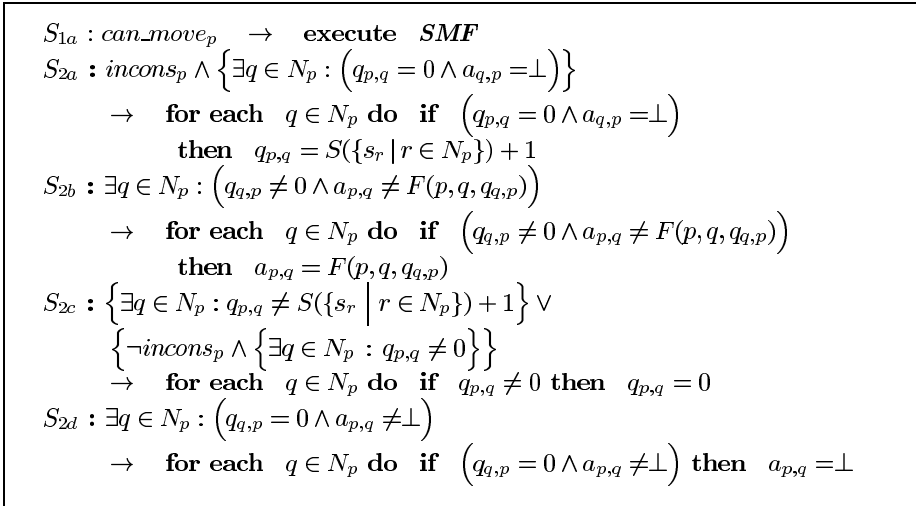 S_{1a} : can_move_p → execute SMF
S_{2a} : incons_p ∧ {∃q ∈ N_p : (q_{p,q} = 0 ∧ a_{q,p} =⊥)}
→ for each q ∈ N_p do if (q_{p,q} = 0 ∧ a_{q,p} =⊥)
then q_{p,q} = S({s_r | r ∈ N_p}) + 1
S_{2b} : ∃q ∈ N_p : (q_{q,p} ≠ 0 ∧ a_{p,q} ≠ F(p, q, q_{q,p}))
→ for each q ∈ N_p do if (q_{q,p} ≠ 0 ∧ a_{p,q} ≠ F(p, q, q_{q,p}))
then a_{p,q} = F(p, q, q_{q,p})
S_{2c} : {∃q ∈ N_p : q_{p,q} ≠ S({s_r | r ∈ N_p}) + 1} ∨
{¬incons_p ∧ {∃q ∈ N_p : q_{p,q} ≠ 0}}
→ for each q ∈ N_p do if q_{p,q} ≠ 0 then q_{p,q} = 0
S_{2d} : ∃q ∈ N_p : (q_{q,p} = 0 ∧ a_{p,q} ≠⊥)
→ for each q ∈ N_p do if (q_{q,p} = 0 ∧ a_{p,q} ≠⊥) then a_{p,q} =⊥